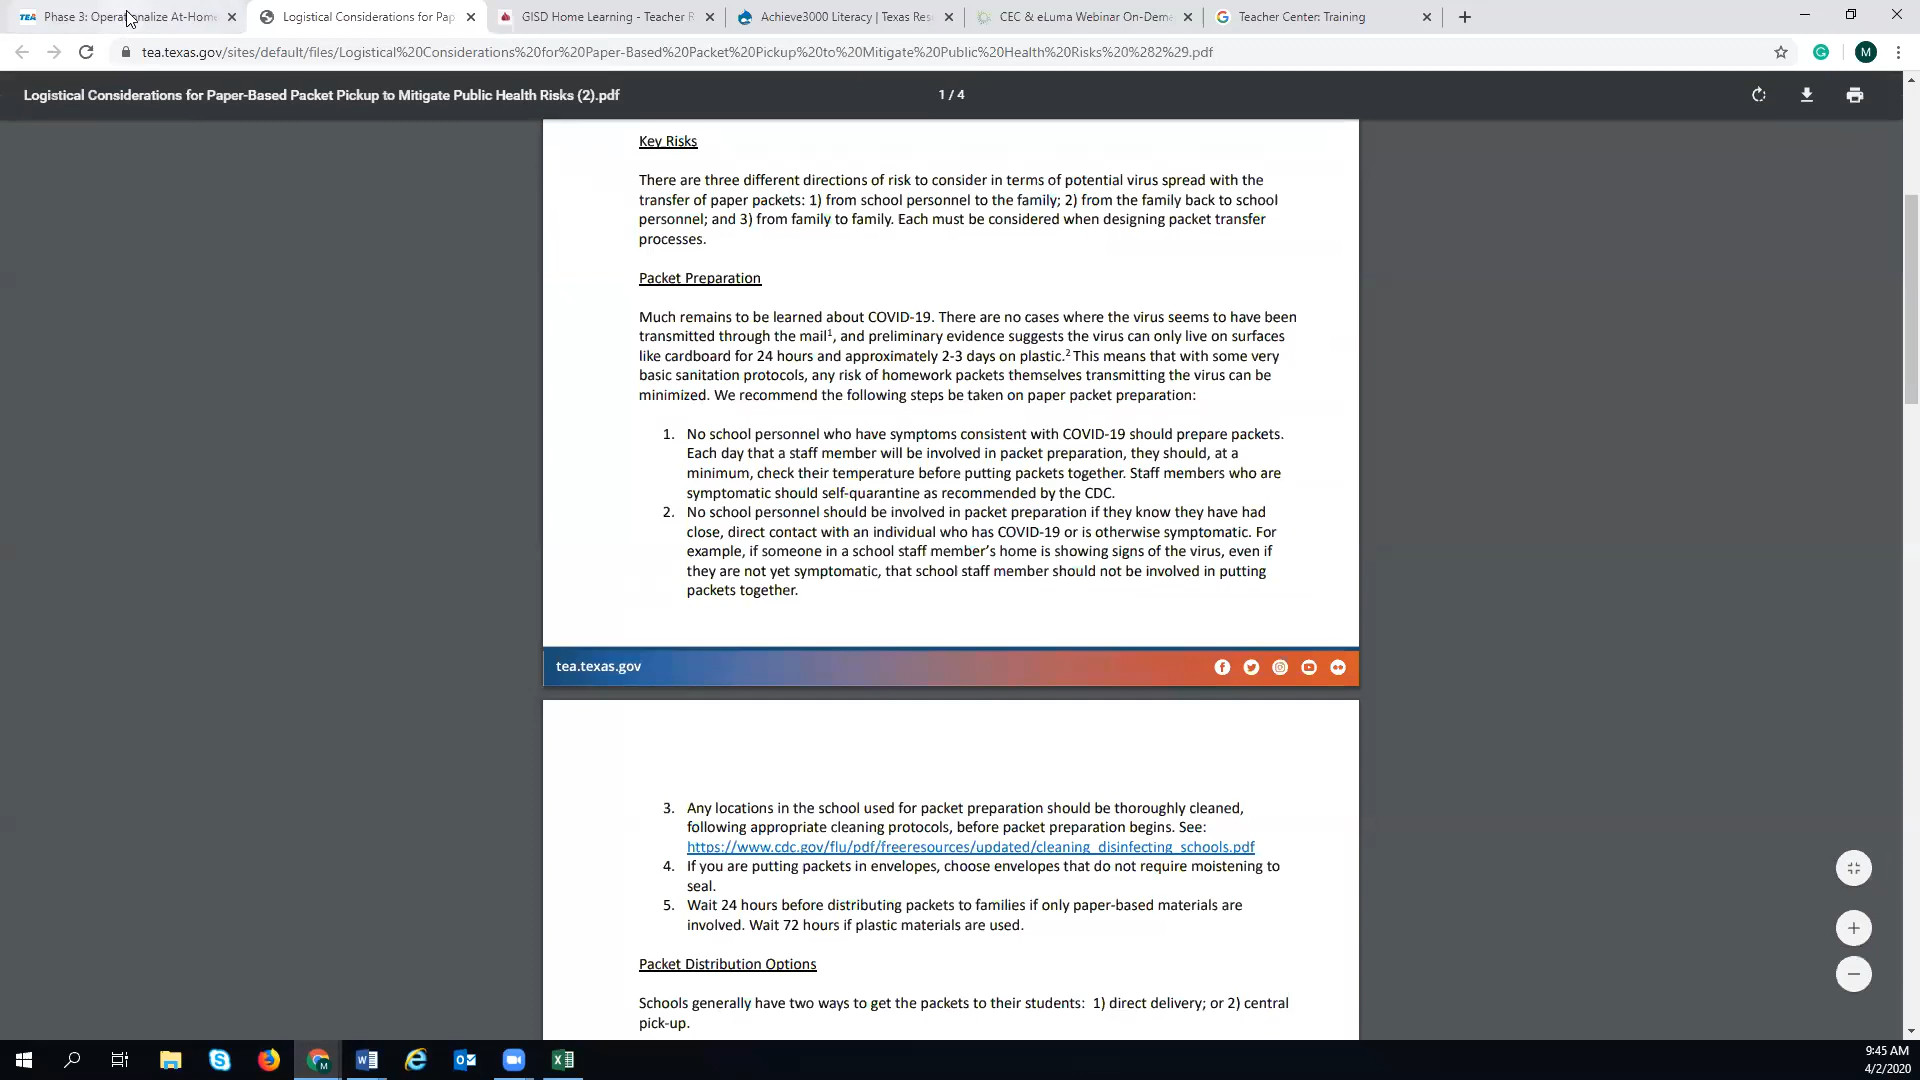 TEA Phase 3: Operationalize At-Home
Logistical Considerations for Pap
GISD Home Learning - Teacher R
Achieve3000 Literacy | Texas Res
CEC & eLuma Webinar On-Dem
Teacher Center: Training
tea.texas.gov/sites/default/files/Logistical%20Considerations%20for%20Paper-Based%20Packet%20Pickup%20to%20Mitigate%20Public%20Health%20Risks%20%282%29.pdf
M
Logistical Considerations for Paper-Based Packet Pickup to Mitigate Public Health Risks (2).pdf
1 / 4
Key Risks
There are three different directions of risk to consider in terms of potential virus spread with the
transfer of paper packets: 1) from school personnel to the family; 2) from the family back to school
personnel; and 3) from family to family. Each must be considered when designing packet transfer
processes.
Packet Preparation
Much remains to be learned about COVID-19. There are no cases where the virus seems to have been
transmitted through the mail1, and preliminary evidence suggests the virus can only live on surfaces
like cardboard for 24 hours and approximately 2-3 days on plastic.2 This means that with some very
basic sanitation protocols, any risk of homework packets themselves transmitting the virus can be
minimized. We recommend the following steps be taken on paper packet preparation:
1. No school personnel who have symptoms consistent with COVID-19 should prepare packets.
Each day that a staff member will be involved in packet preparation, they should, at a
minimum, check their temperature before putting packets together. Staff members who are
symptomatic should self-quarantine as recommended by the CDC.
2. No school personnel should be involved in packet preparation if they know they have had
close, direct contact with an individual who has COVID-19 or is otherwise symptomatic. For
example, if someone in a school staff member’s home is showing signs of the virus, even if
they are not yet symptomatic, that school staff member should not be involved in putting
packets together.
tea.texas.gov
3. Any locations in the school used for packet preparation should be thoroughly cleaned,
following appropriate cleaning protocols, before packet preparation begins. See:
https://www.cdc.gov/flu/pdf/freeresources/updated/cleaning_disinfecting_schools.pdf
4. If you are putting packets in envelopes, choose envelopes that do not require moistening to
seal.
5. Wait 24 hours before distributing packets to families if only paper-based materials are
involved. Wait 72 hours if plastic materials are used.
Packet Distribution Options
Schools generally have two ways to get the packets to their students: 1) direct delivery; or 2) central
pick-up.
9:45 AM
4/2/2020